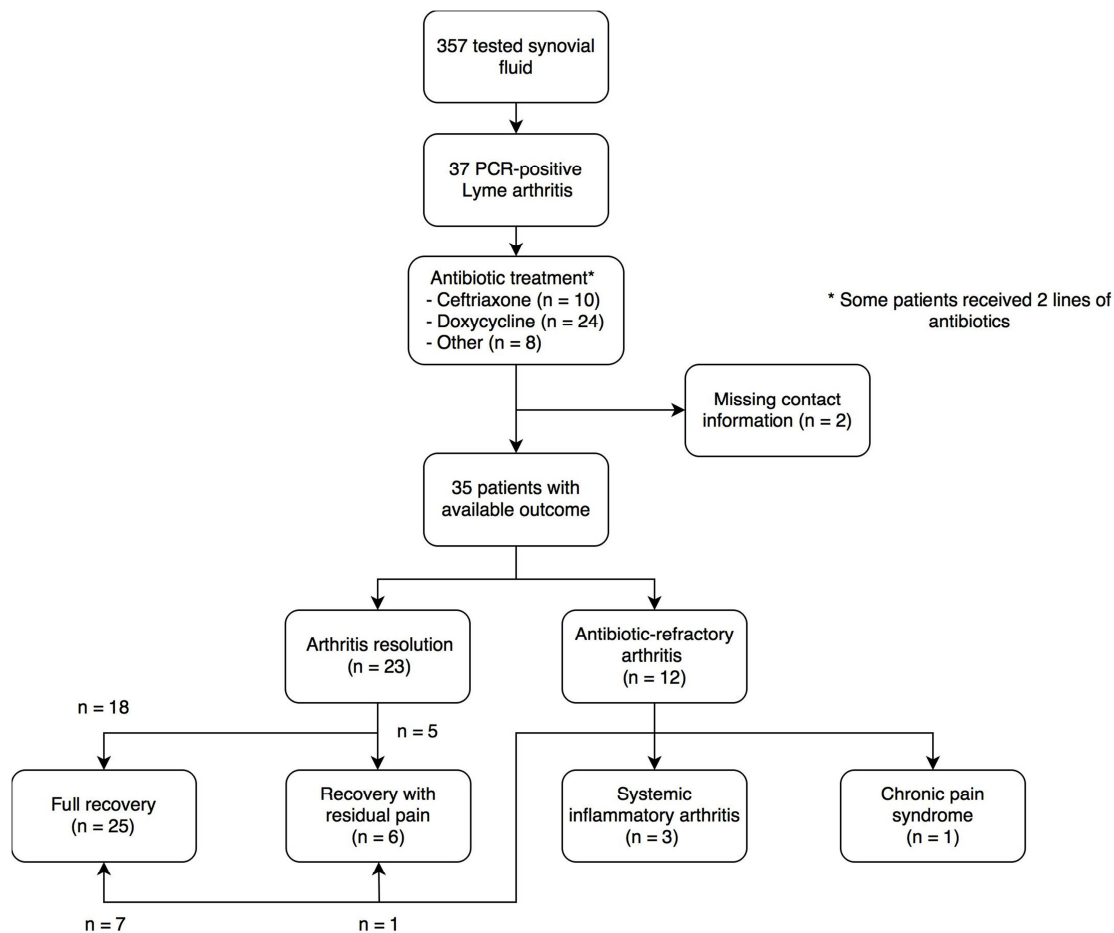 357 tested synovial
fluid
37 PCR-positive
Lyme arthritis
Antibiotic treatment*
- Ceftriaxone (n = 10)
- Doxycycline (n = 24)
- Other (n = 8)
* Some patients received 2 lines of
antibiotics
Missing contact
information (n = 2)
35 patients with
available outcome
Arthritis resolution
(n = 23)
Antibiotic-refractory
arthritis
(n = 12)
n = 18
n = 5
Full recovery
(n = 25)
Recovery with
residual pain
(n = 6)
Systemic
inflammatory arthritis
(n = 3)
Chronic pain
syndrome
(n = 1)
n = 7
n = 1